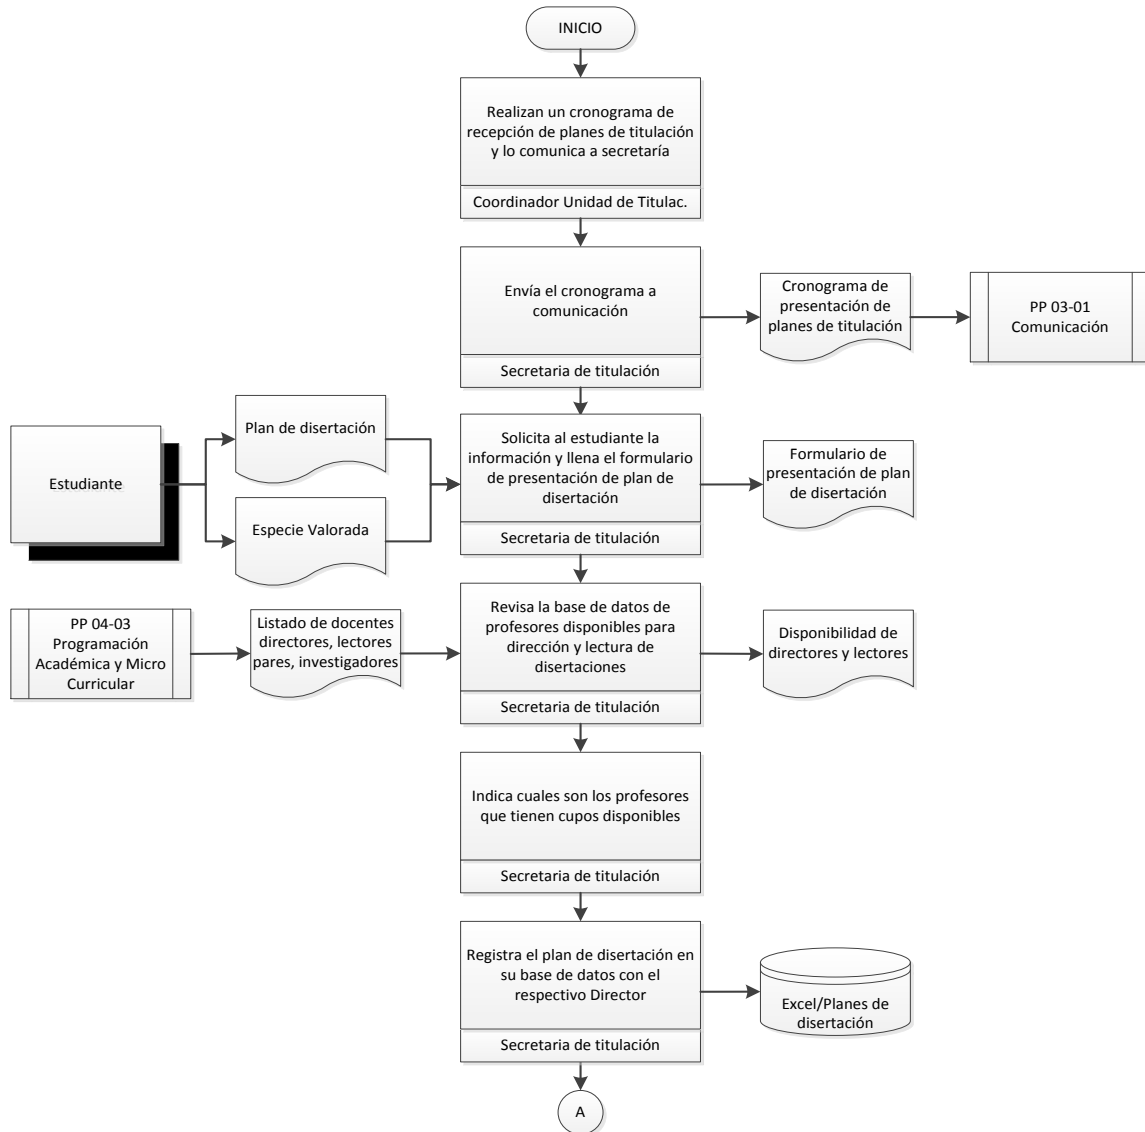 INICIO
Realizan un cronograma de
recepción de planes de titulación
y lo comunica a secretaría
Coordinador Unidad de Titulac.
Envía el cronograma a
comunicación
Secretaria de titulación
Cronograma de
presentación de
planes de titulación
PP 03-01
Comunicación
Estudiante
Plan de disertación
Especie Valorada
Solicita al estudiante la
información y llena el formulario
de presentación de plan de
disertación
Secretaria de titulación
Formulario de
presentación de plan
de disertación
PP 04-03
Programación
Académica y Micro
Curricular
Listado de docentes
directores, lectores
pares, investigadores
Revisa la base de datos de
profesores disponibles para
dirección y lectura de
disertaciones
Secretaria de titulación
Disponibilidad de
directores y lectores
Indica cuales son los profesores
que tienen cupos disponibles
Secretaria de titulación
Registra el plan de disertación en
su base de datos con el
respectivo Director
Secretaria de titulación
Excel/Planes de
disertación
A